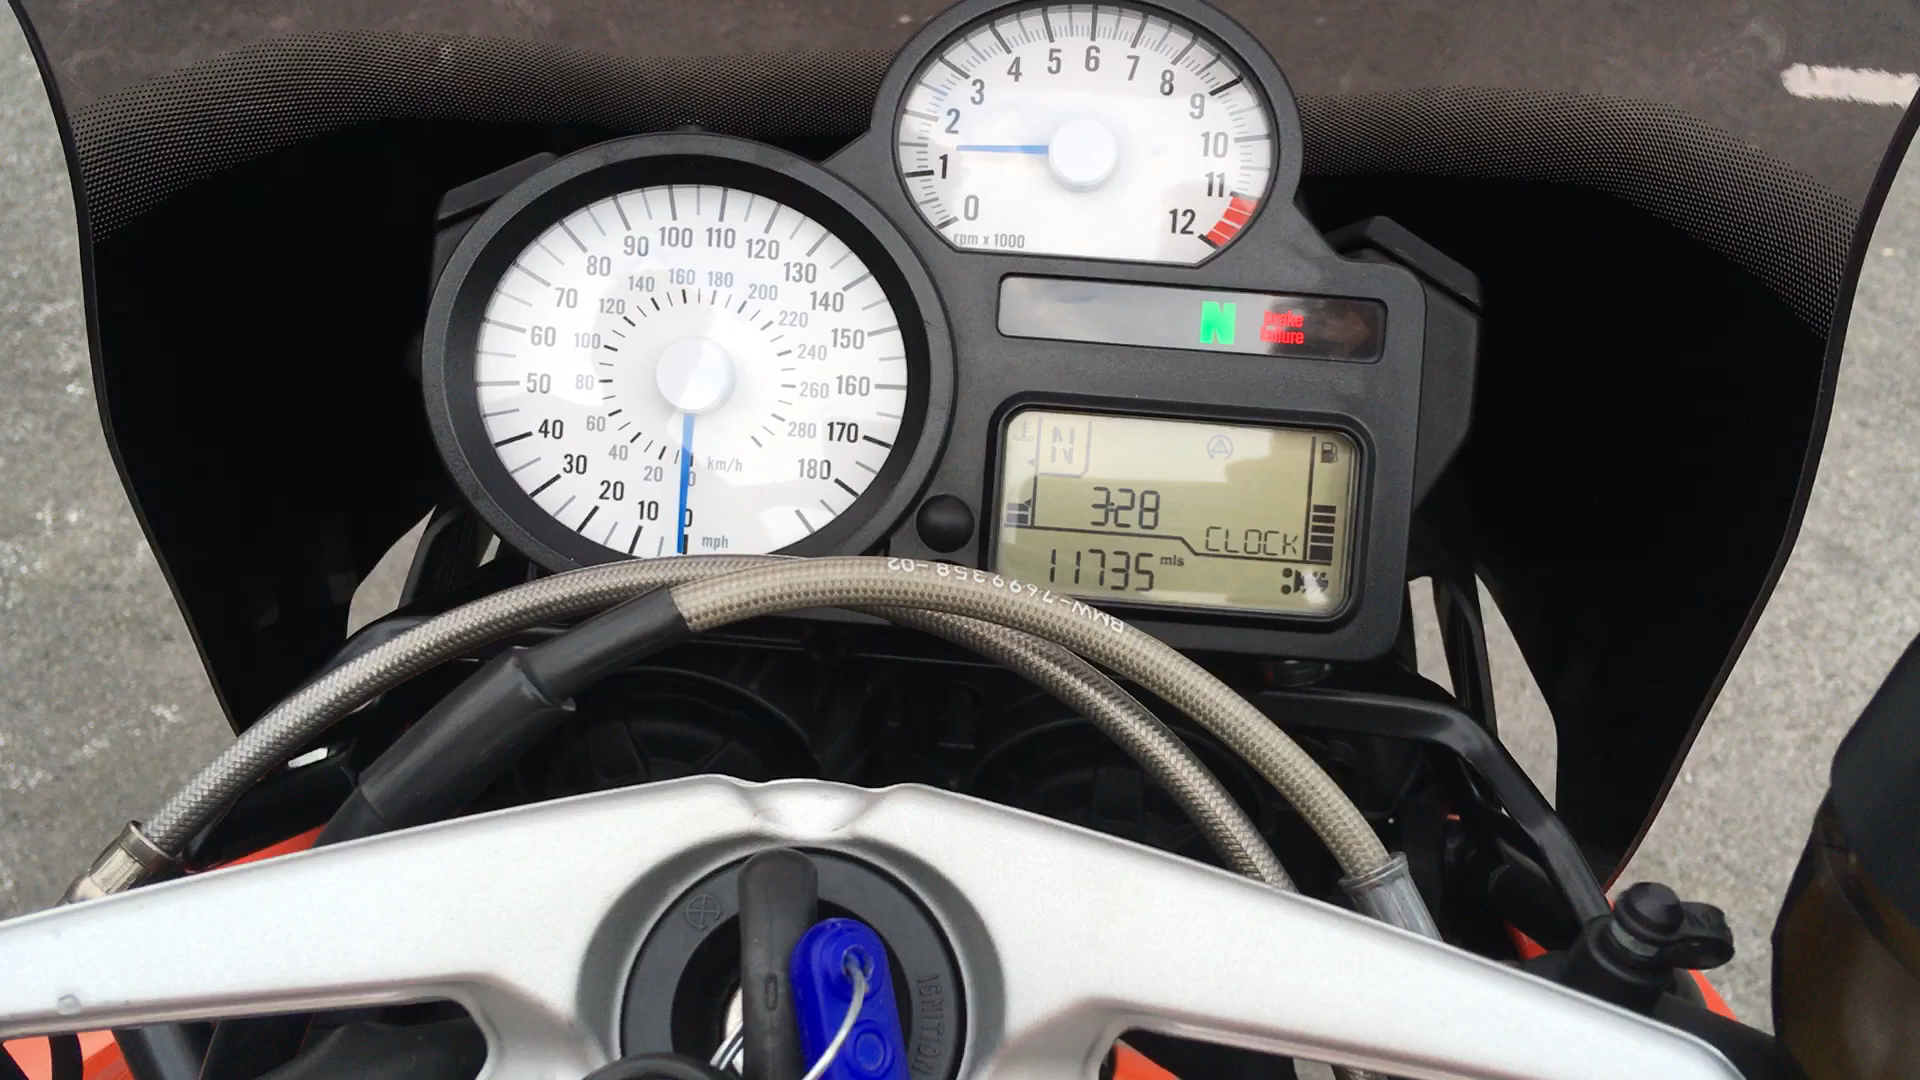 0 1 2 3 4 5 6 7 8 9 10 11 12
rpm x 1000
0 10 20 30 40 50 60 70 80 90 100 110 120 130 140 150 160 170 180
mph
0 20 40 60 80 100 120 140 160 180 200 220 240 260 280
km/h
N
Brake
Failure
N
3:28
CLOCK
11735 mls
BMW-7699358-02
IGNITION